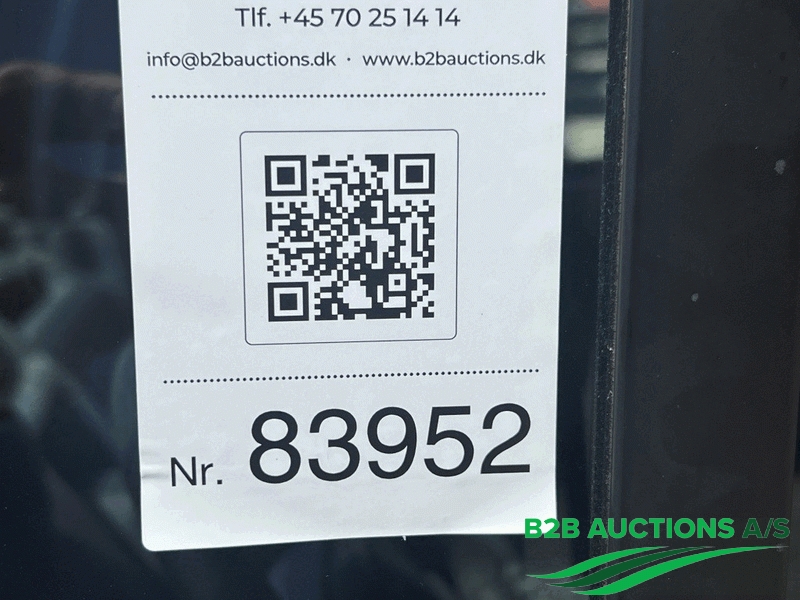 Tlf. +45 70 25 14 14
info@b2bauctions.dk · www.b2bauctions.dk
Nr. 83952
B2B AUCTIONS A/S